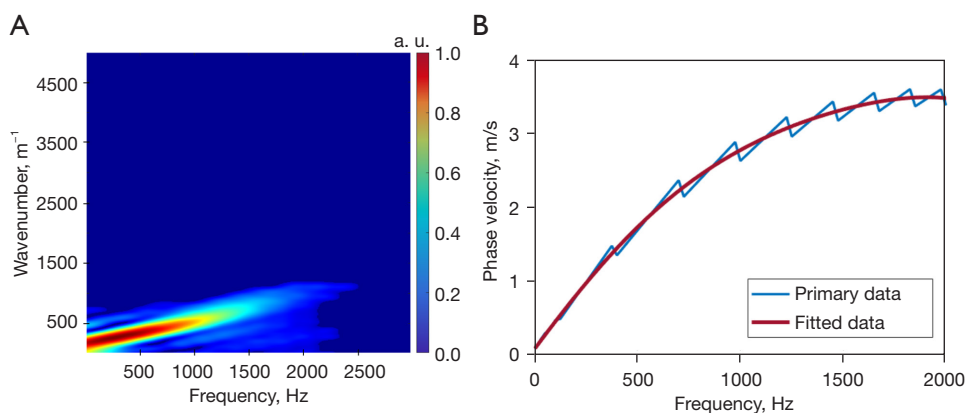 A
a. u.
Wavenumber, m⁻¹
4500
3500
2500
1500
500
500 1000 1500 2000 2500
Frequency, Hz
1.0
0.8
0.6
0.4
0.2
0.0
B
Phase velocity, m/s
4
3
2
1
0
0 500 1000 1500 2000
Frequency, Hz
Primary data
Fitted data